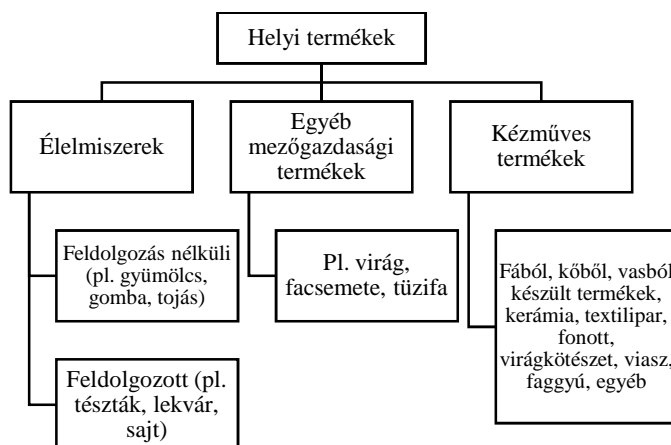 Helyi termékek
Élelmiszerek
Egyéb
mezőgazdasági
termékek
Kézműves
termékek
Feldolgozás nélküli
(pl. gyümölcs,
gomba, tojás)
Feldolgozott (pl.
tészták, lekvár,
sajt)
Pl. virág,
facsemete, tüzifa
Fából, kőből, vasból
készült termékek,
kerámia, textilipar,
fonott,
virágkötészet, viasz,
faggyú, egyéb